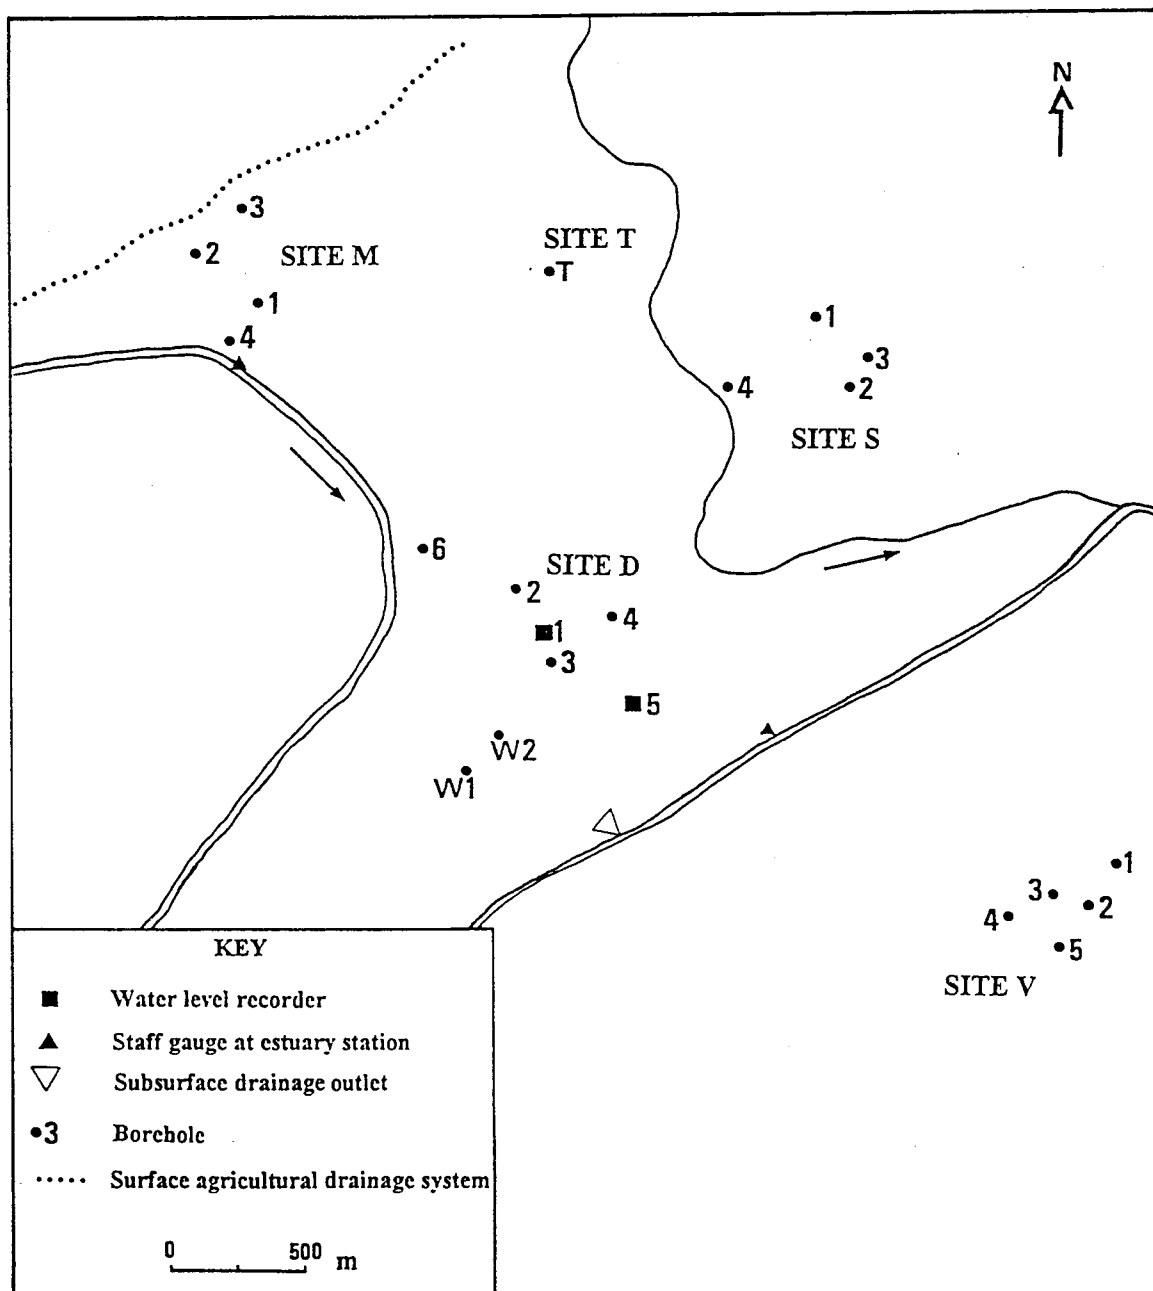 N
3
SITE T
2
SITE M
T
1
1
4
3
4
2
SITE S
6
SITE D
2
4
1
3
5
W2
W1
1
3
2
4
5
SITE V
KEY
Water level recorder
Staff gauge at estuary station
Subsurface drainage outlet
3 Borehole
Surface agricultural drainage system
0 500 m